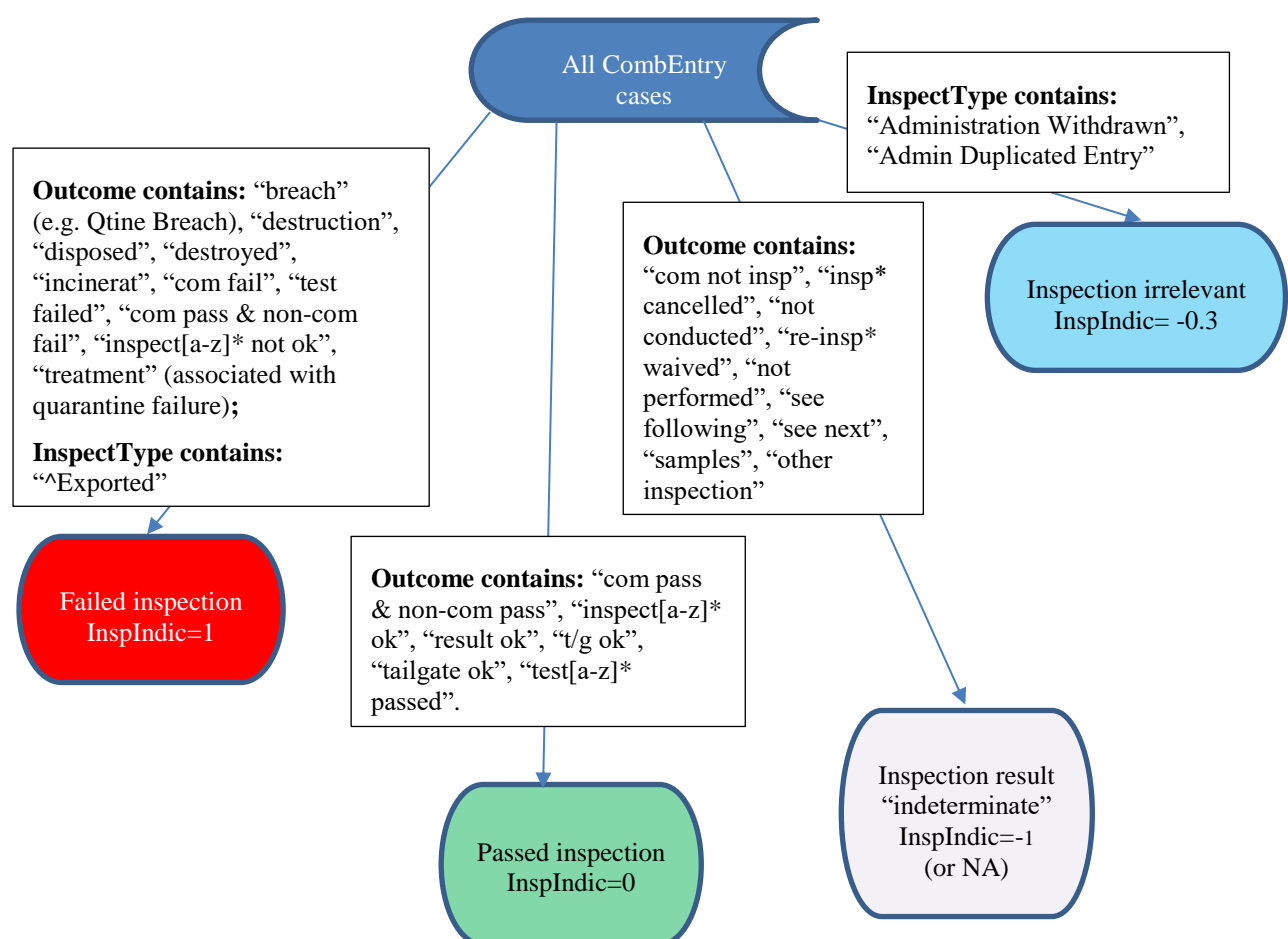 All CombEntry
cases
InspectType contains:
“Administration Withdrawn”,
“Admin Duplicated Entry”
Outcome contains: “breach”
(e.g. Qtine Breach), “destruction”,
“disposed”, “destroyed”,
“incinerat”, “com fail”, “test
failed”, “com pass & non-com
fail”, “inspect[a-z]* not ok”,
“treatment” (associated with
quarantine failure);
InspectType contains:
“^Exported”
Outcome contains:
“com not insp”, “insp*
cancelled”, “not
conducted”, “re-insp*
waived”, “not
performed”, “see
following”, “see next”,
“samples”, “other
inspection”
Inspection irrelevant
InspIndic= -0.3
Failed inspection
InspIndic=1
Outcome contains: “com pass
& non-com pass”, “inspect[a-z]*
ok”, “result ok”, “t/g ok”,
“tailgate ok”, “test[a-z]*
passed”.
Passed inspection
InspIndic=0
Inspection result
“indeterminate”
InspIndic=-1
(or NA)